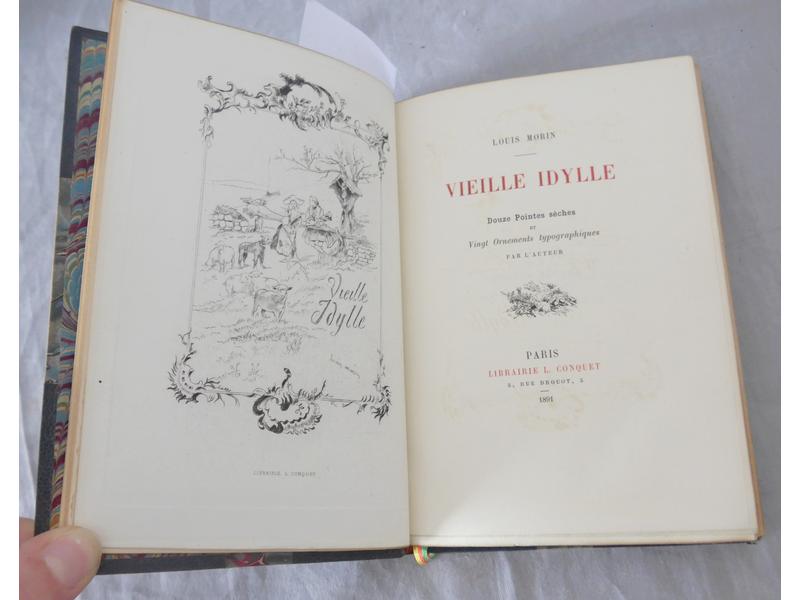 Vieille
Idylle
LIBRAIRIE L. CONQUET
LOUIS MORIN
VIEILLE IDYLLE
Douze Pointes sèches
ET
Vingt Ornements typographiques
PAR L'AUTEUR
PARIS
LIBRAIRIE L. CONQUET
5, RUE DROUOT, 5
1891